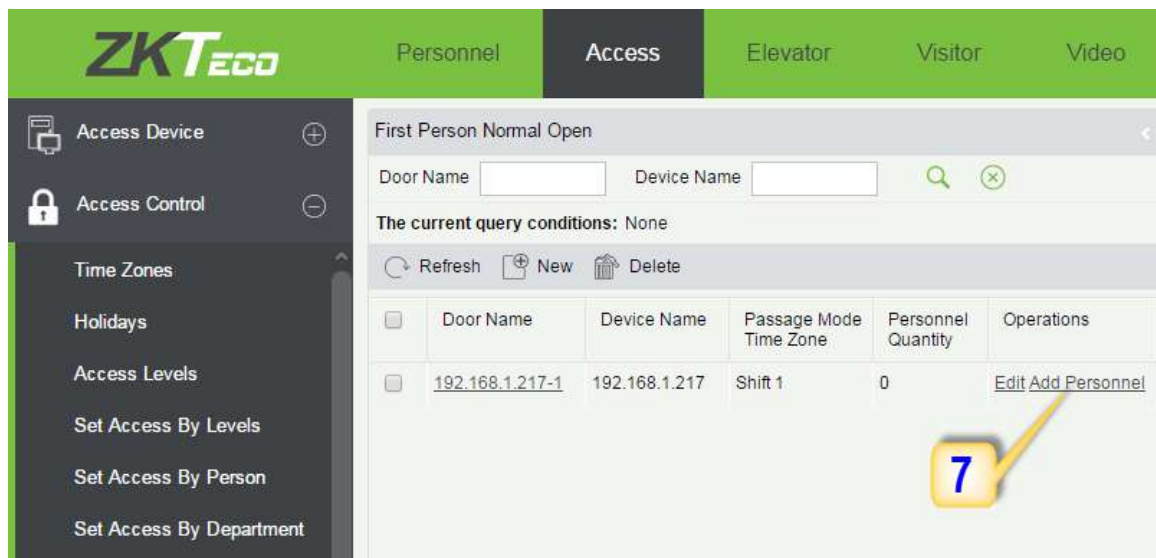 ZKTECO
Personnel Access Elevator Visitor Video
Access Device
Access Control
Time Zones
Holidays
Access Levels
Set Access By Levels
Set Access By Person
Set Access By Department
First Person Normal Open
Door Name Device Name
The current query conditions: None
Refresh New Delete
Door Name Device Name Passage Mode Time Zone Personnel Quantity Operations
192.168.1.217-1 192.168.1.217 Shift 1 0 Edit Add Personnel
7